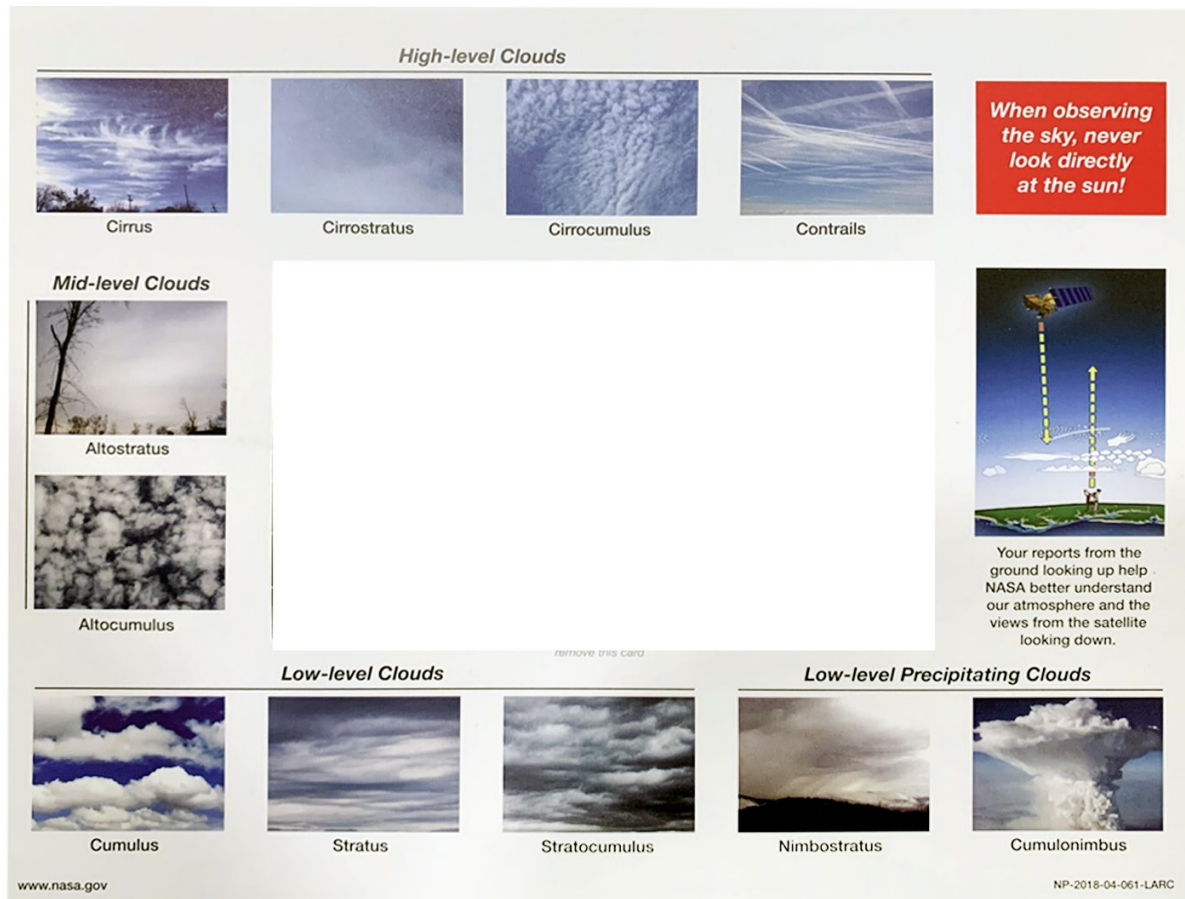 High-level Clouds
Cirrus
Cirrostratus
Cirrocumulus
Contrails
When observing
the sky, never
look directly
at the sun!
Mid-level Clouds
Altostratus
Altocumulus
Your reports from the
ground looking up help
NASA better understand
our atmosphere and the
views from the satellite
looking down.
remove this card
Low-level Clouds
Low-level Precipitating Clouds
Cumulus
Stratus
Stratocumulus
Nimbostratus
Cumulonimbus
www.nasa.gov
NP-2018-04-061-LARC